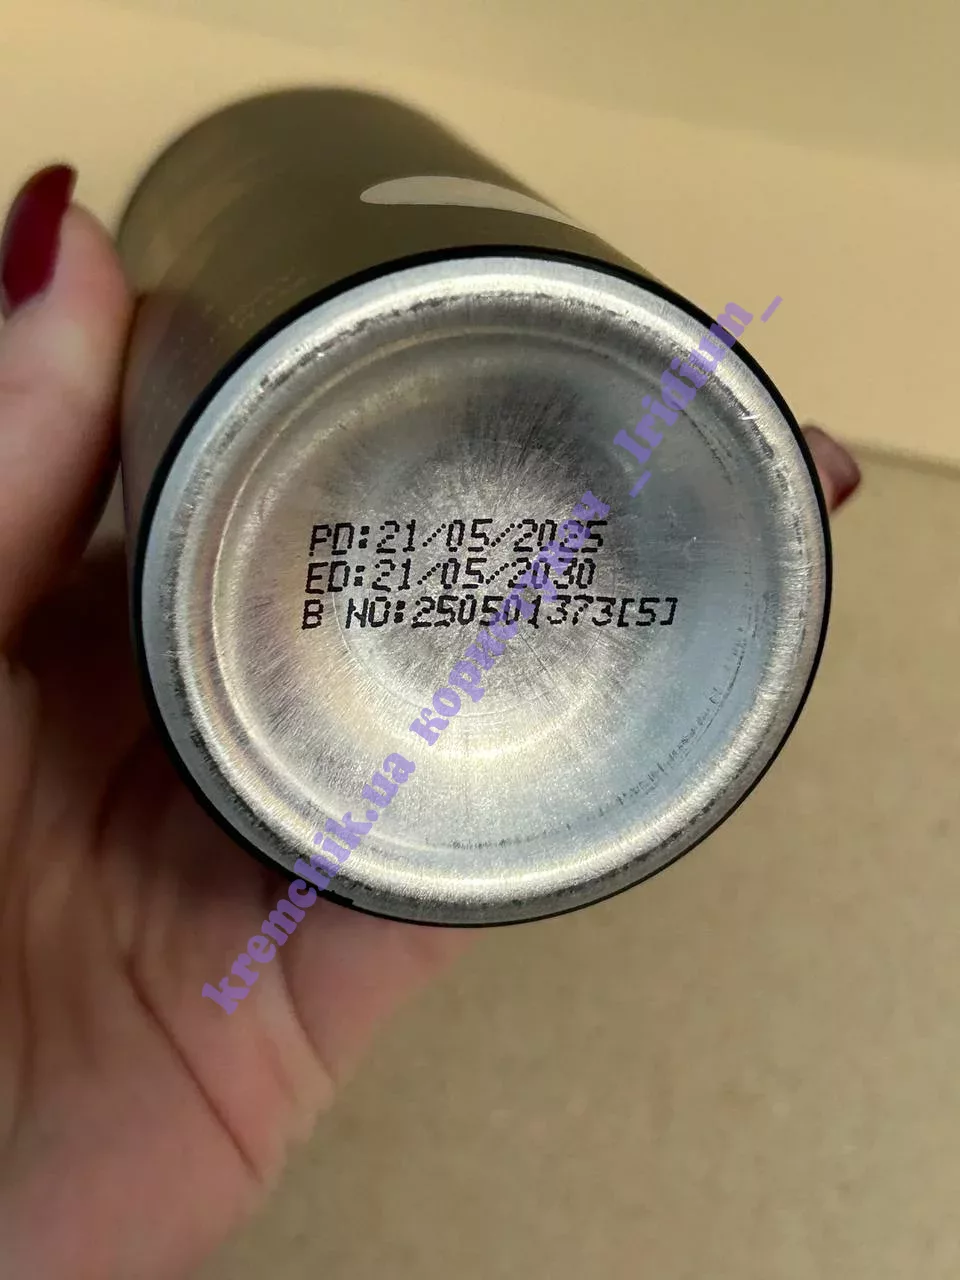 PD:21/05/2025
ED:21/05/2030
B NO:250501373[5]
kremchik.ua користувач _Iridium_